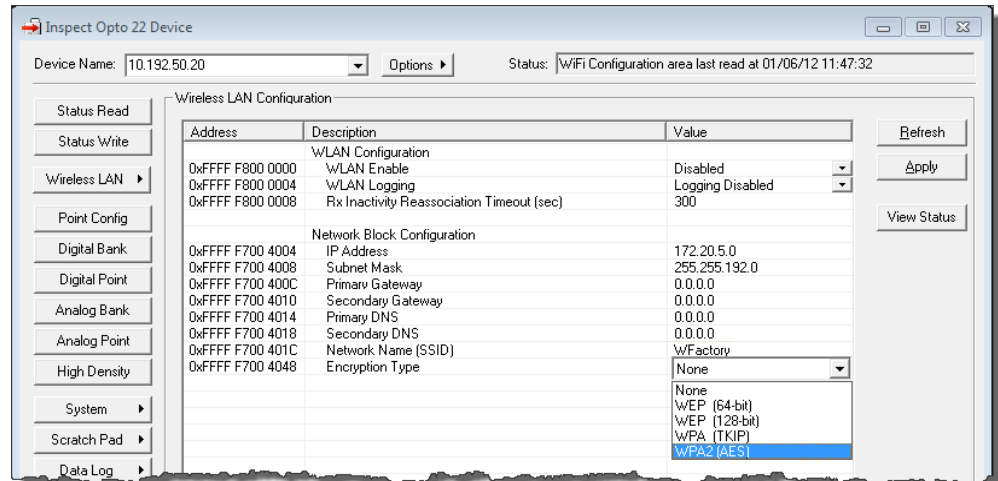 Inspect Opto 22 Device
Device Name: 10.192.50.20 Options Status: WiFi Configuration area last read at 01/06/12 11:47:32
Status Read
Status Write
Wireless LAN
Point Config
Digital Bank
Digital Point
Analog Bank
Analog Point
High Density
System
Scratch Pad
Data Log
Wireless LAN Configuration
Address Description Value
WLAN Configuration
0xFFFF F800 0000 WLAN Enable Disabled
0xFFFF F800 0004 WLAN Logging Logging Disabled
0xFFFF F800 0008 Rx Inactivity Reassociation Timeout (sec) 300
Network Block Configuration
0xFFFF F700 4004 IP Address 172.20.5.0
0xFFFF F700 4008 Subnet Mask 255.255.192.0
0xFFFF F700 400C Primary Gateway 0.0.0.0
0xFFFF F700 4010 Secondary Gateway 0.0.0.0
0xFFFF F700 4014 Primary DNS 0.0.0.0
0xFFFF F700 4018 Secondary DNS 0.0.0.0
0xFFFF F700 401C Network Name (SSID) WFactory
0xFFFF F700 4048 Encryption Type None
None
WEP (64-bit)
WEP (128-bit)
WPA (TKIP)
WPA2 (AES)
Refresh
Apply
View Status